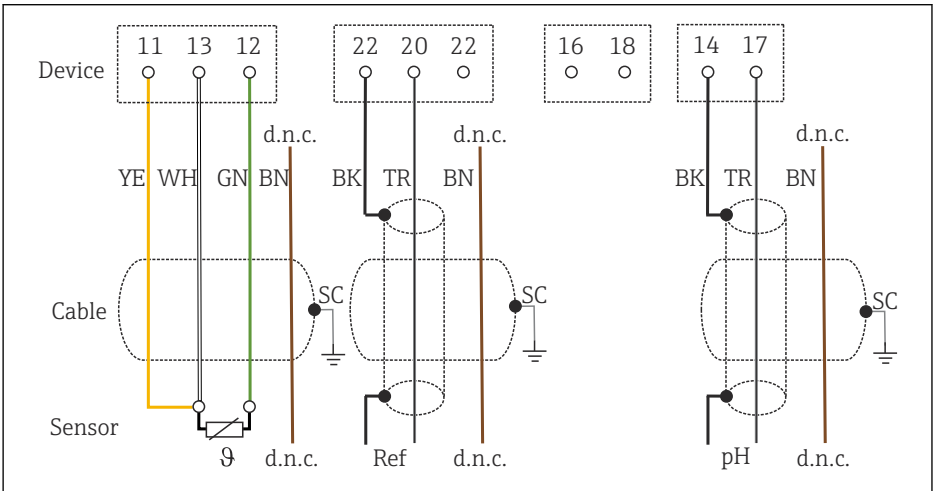 11 13 12 22 20 22 16 18 14 17
Device
d.n.c. d.n.c. d.n.c.
YE WH GN BN BK TR BN BK TR BN
SC SC SC
Cable
Sensor
ϑ d.n.c. Ref d.n.c. pH d.n.c.